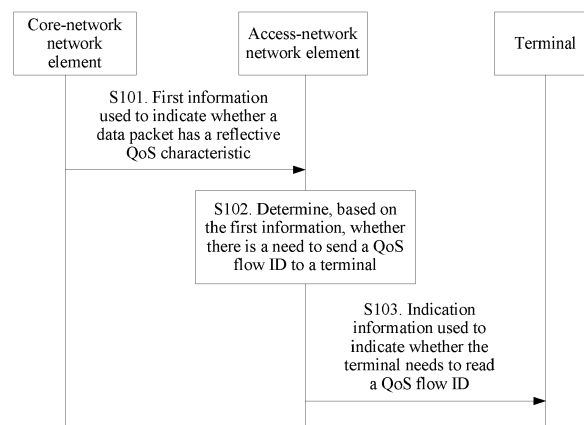 Core-network
network
element
Access-network
network element
Terminal
S101. First information
used to indicate whether a
data packet has a reflective
QoS characteristic
S102. Determine, based on
the first information, whether
there is a need to send a QoS
flow ID to a terminal
S103. Indication
information used to
indicate whether the
terminal needs to read
a QoS flow ID